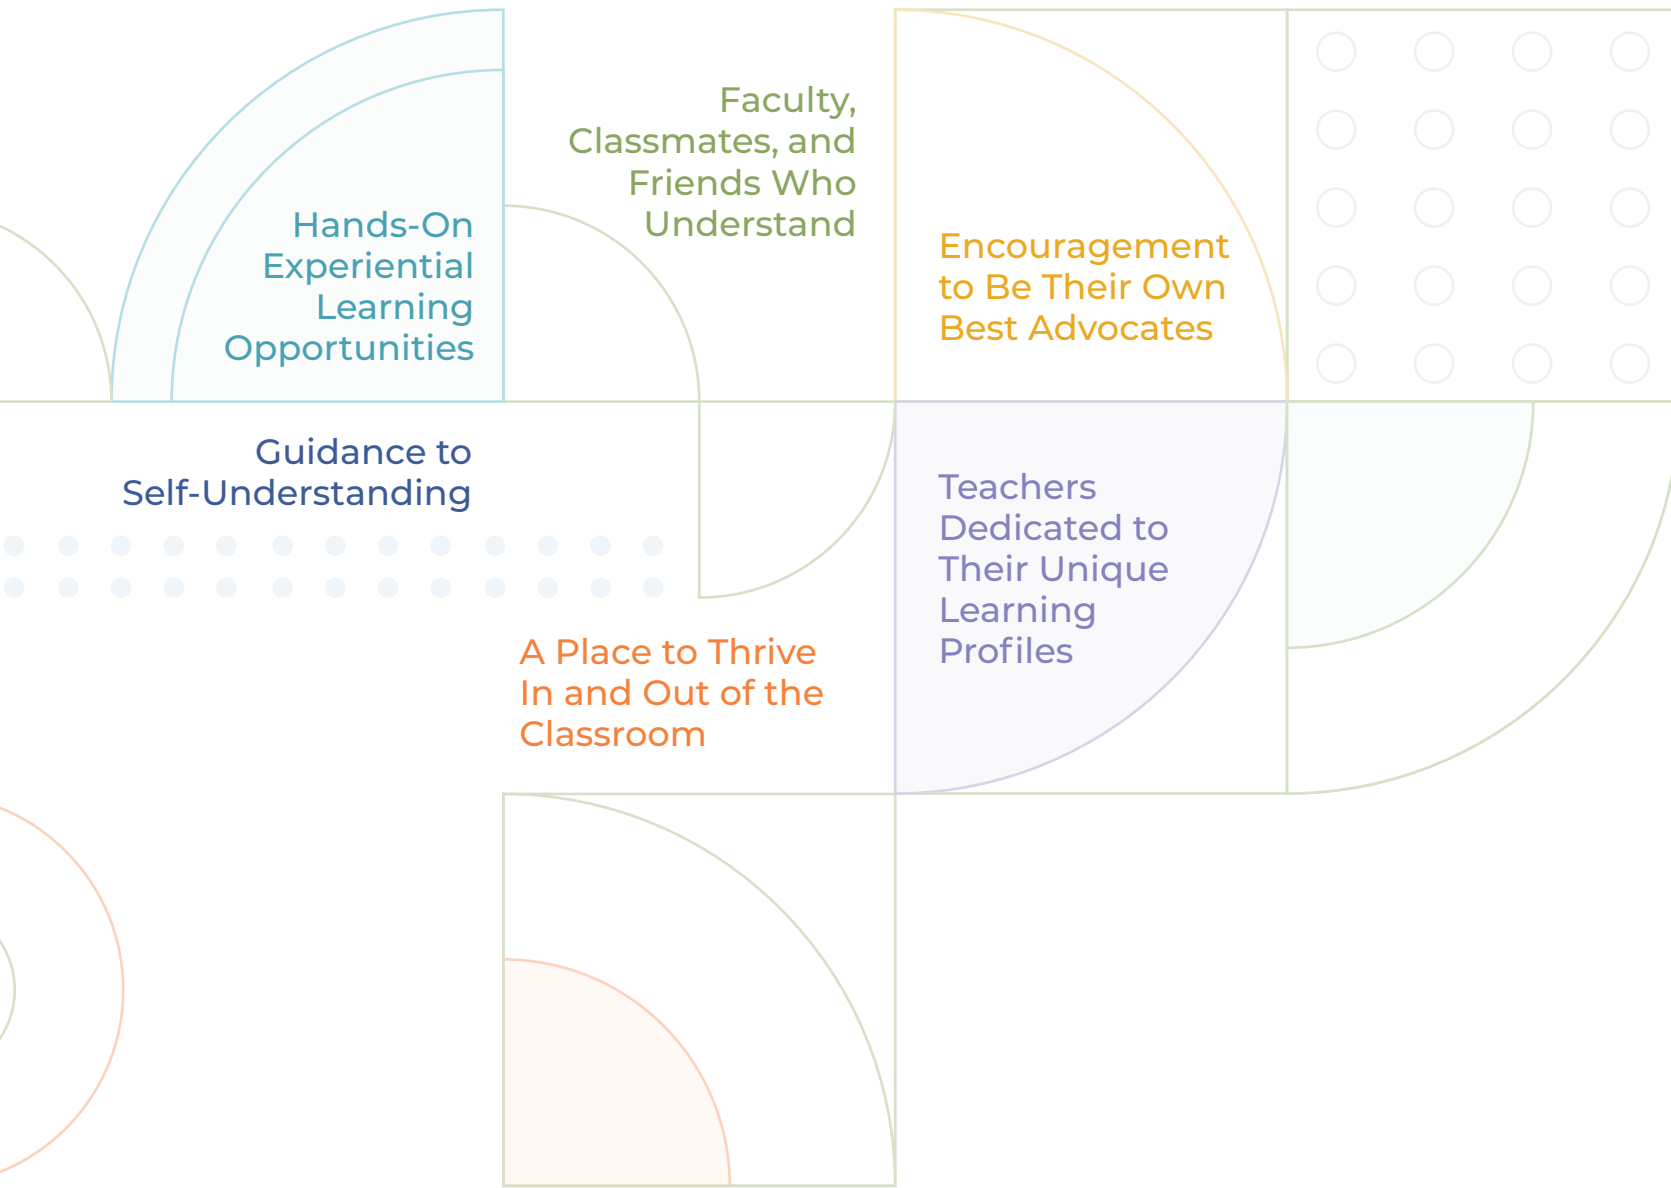 Faculty,
Classmates, and
Friends Who
Understand
Hands-On
Experiential
Learning
Opportunities
Encouragement
to Be Their Own
Best Advocates
Guidance to
Self-Understanding
Teachers
Dedicated to
Their Unique
Learning
Profiles
A Place to Thrive
In and Out of the
Classroom